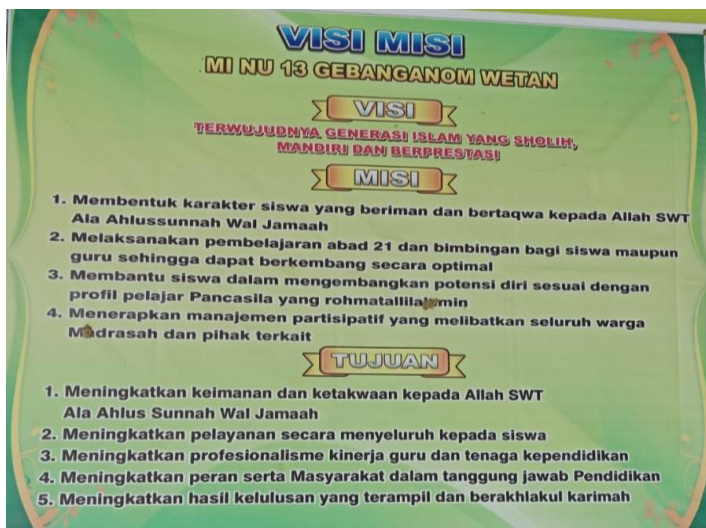 VISI MISI
MI NU 13 GEBANGANOM WETAN
VISI
TERWUJUDNYA GENERASI ISLAM YANG SHOLIH,
MANDIRI DAN BERPRESTASI
MISI
1. Membentuk karakter siswa yang beriman dan bertaqwa kepada Allah SWT
Ala Ahlussunnah Wal Jamaah
2. Melaksanakan pembelajaran abad 21 dan bimbingan bagi siswa maupun
guru sehingga dapat berkembang secara optimal
3. Membantu siswa dalam mengembangkan potensi diri sesuai dengan
profil pelajar Pancasila yang
4. Menerapkan manajemen partisipatif yang melibatkan seluruh warga
Madrasah dan pihak terkait
TUJUAN
1. Meningkatkan keimanan dan ketakwaan kepada Allah SWT
Ala Ahlus Sunnah Wal Jamaah
2. Meningkatkan pelayanan secara menyeluruh kepada siswa
3. Meningkatkan profesionalisme kinerja guru dan tenaga kependidikan
4. Meningkatkan peran serta Masyarakat dalam tanggung jawab Pendidikan
5. Meningkatkan hasil kelulusan yang terampil dan berakhlakul karimah